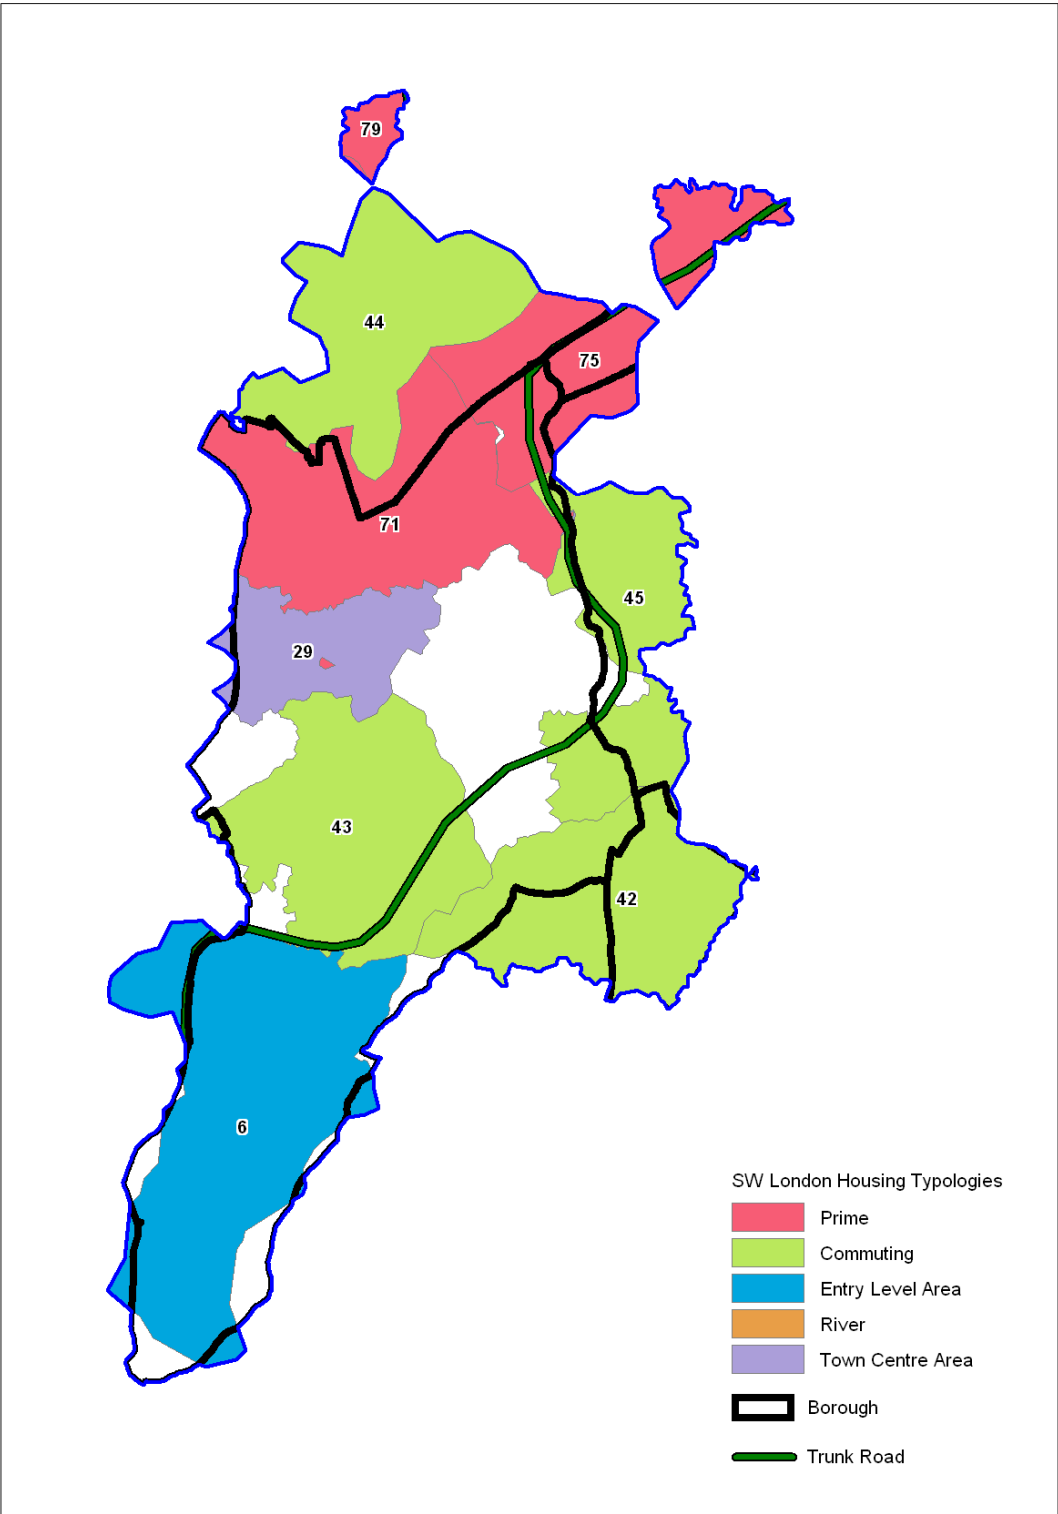 79
44
75
71
45
29
43
42
6
SW London Housing Typologies
Prime
Commuting
Entry Level Area
River
Town Centre Area
Borough
Trunk Road